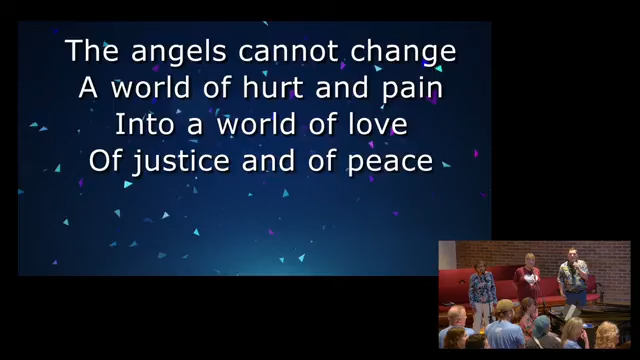 The angels cannot change
A world of hurt and pain
Into a world of love
Of justice and of peace